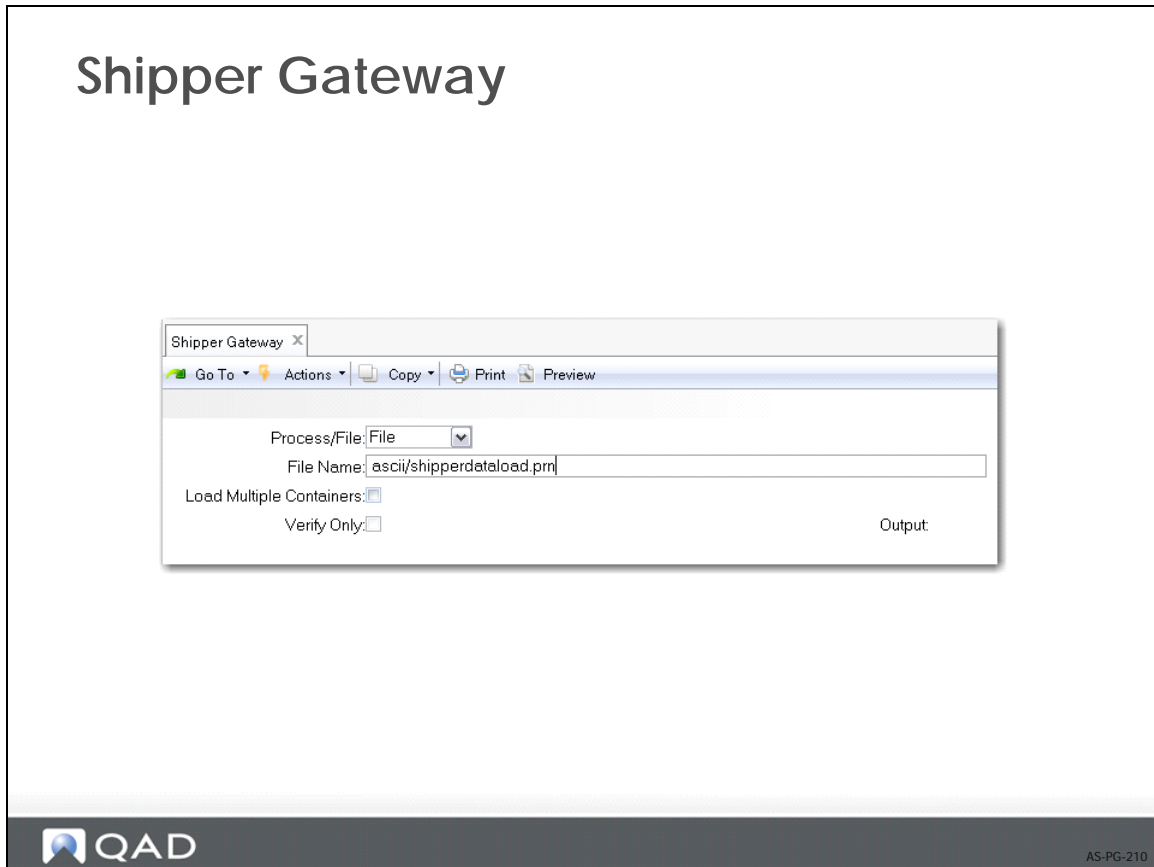 Shipper Gateway
Shipper Gateway X
Go To Actions Copy Print Preview
Process/File: File
File Name: ascii/shipperdataload.prn
Load Multiple Containers:
Verify Only: Output:
QAD
AS-PG-210